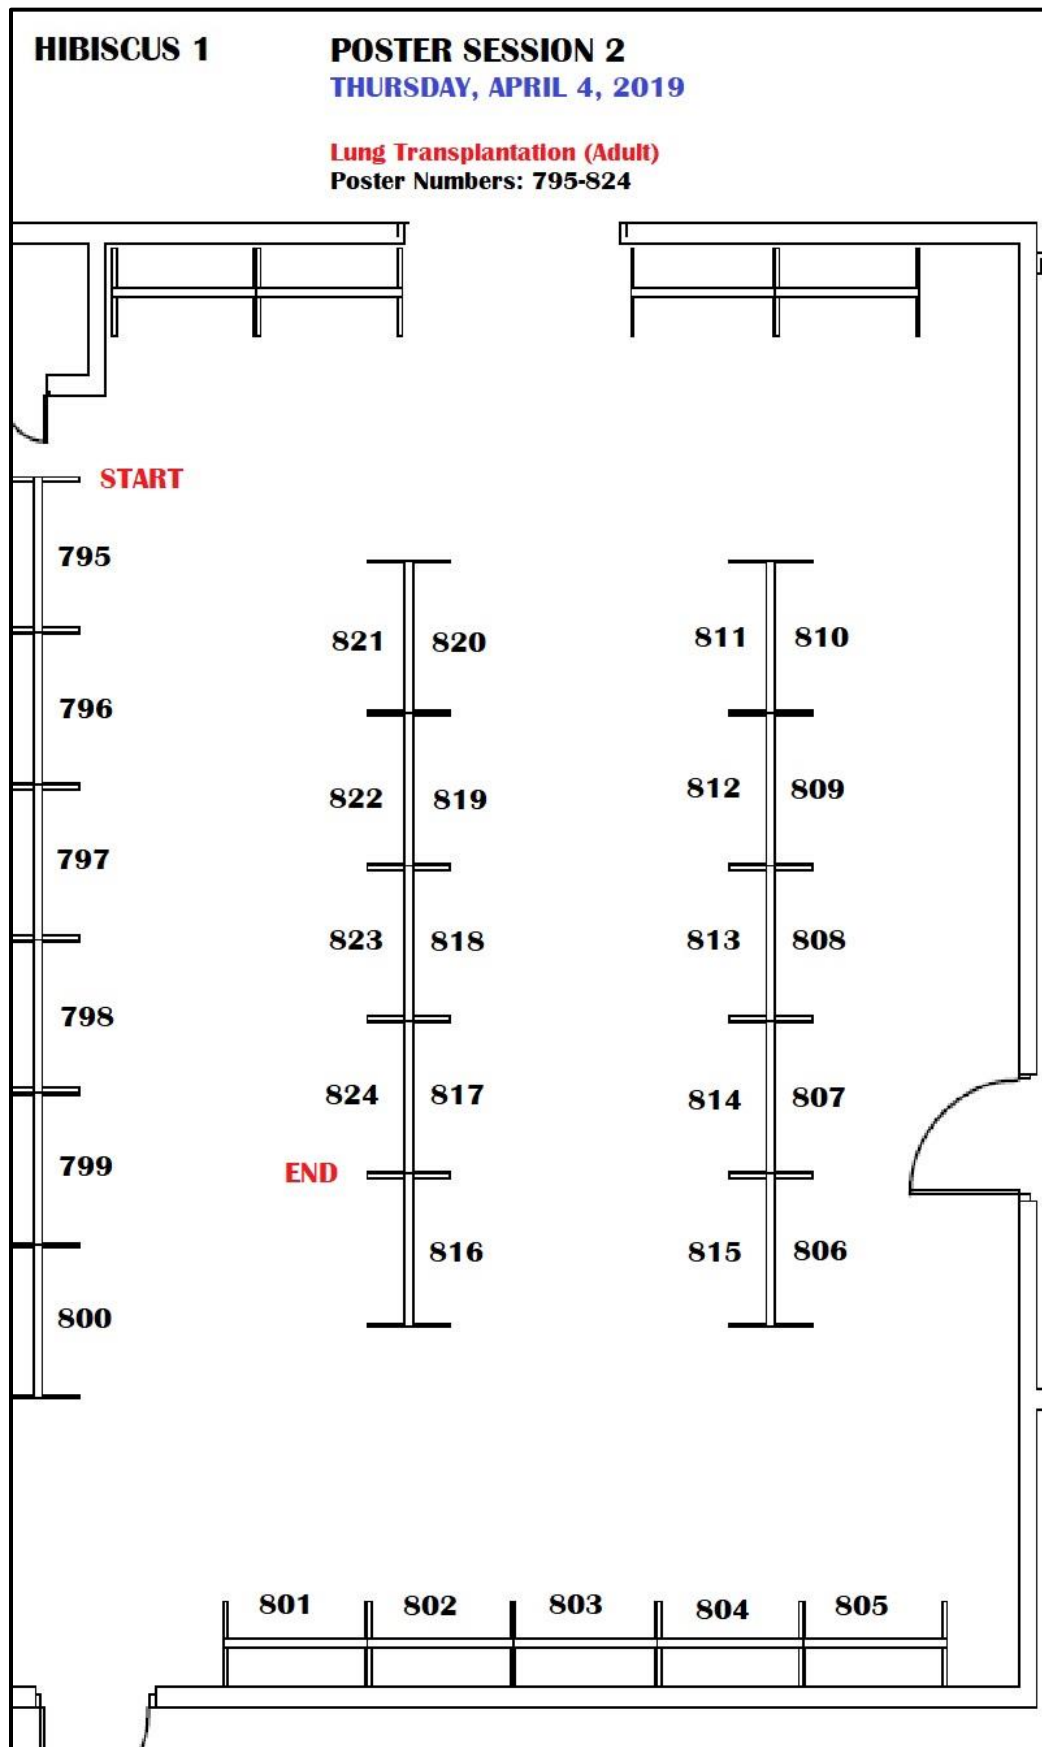 HIBISCUS 1
POSTER SESSION 2
THURSDAY, APRIL 4, 2019
Lung Transplantation (Adult)
Poster Numbers: 795-824
START
795
821 820 811 810
796
822 819 812 809
797
823 818 813 808
798
824 817 814 807
799
END
816 815 806
800
801 802 803 804 805